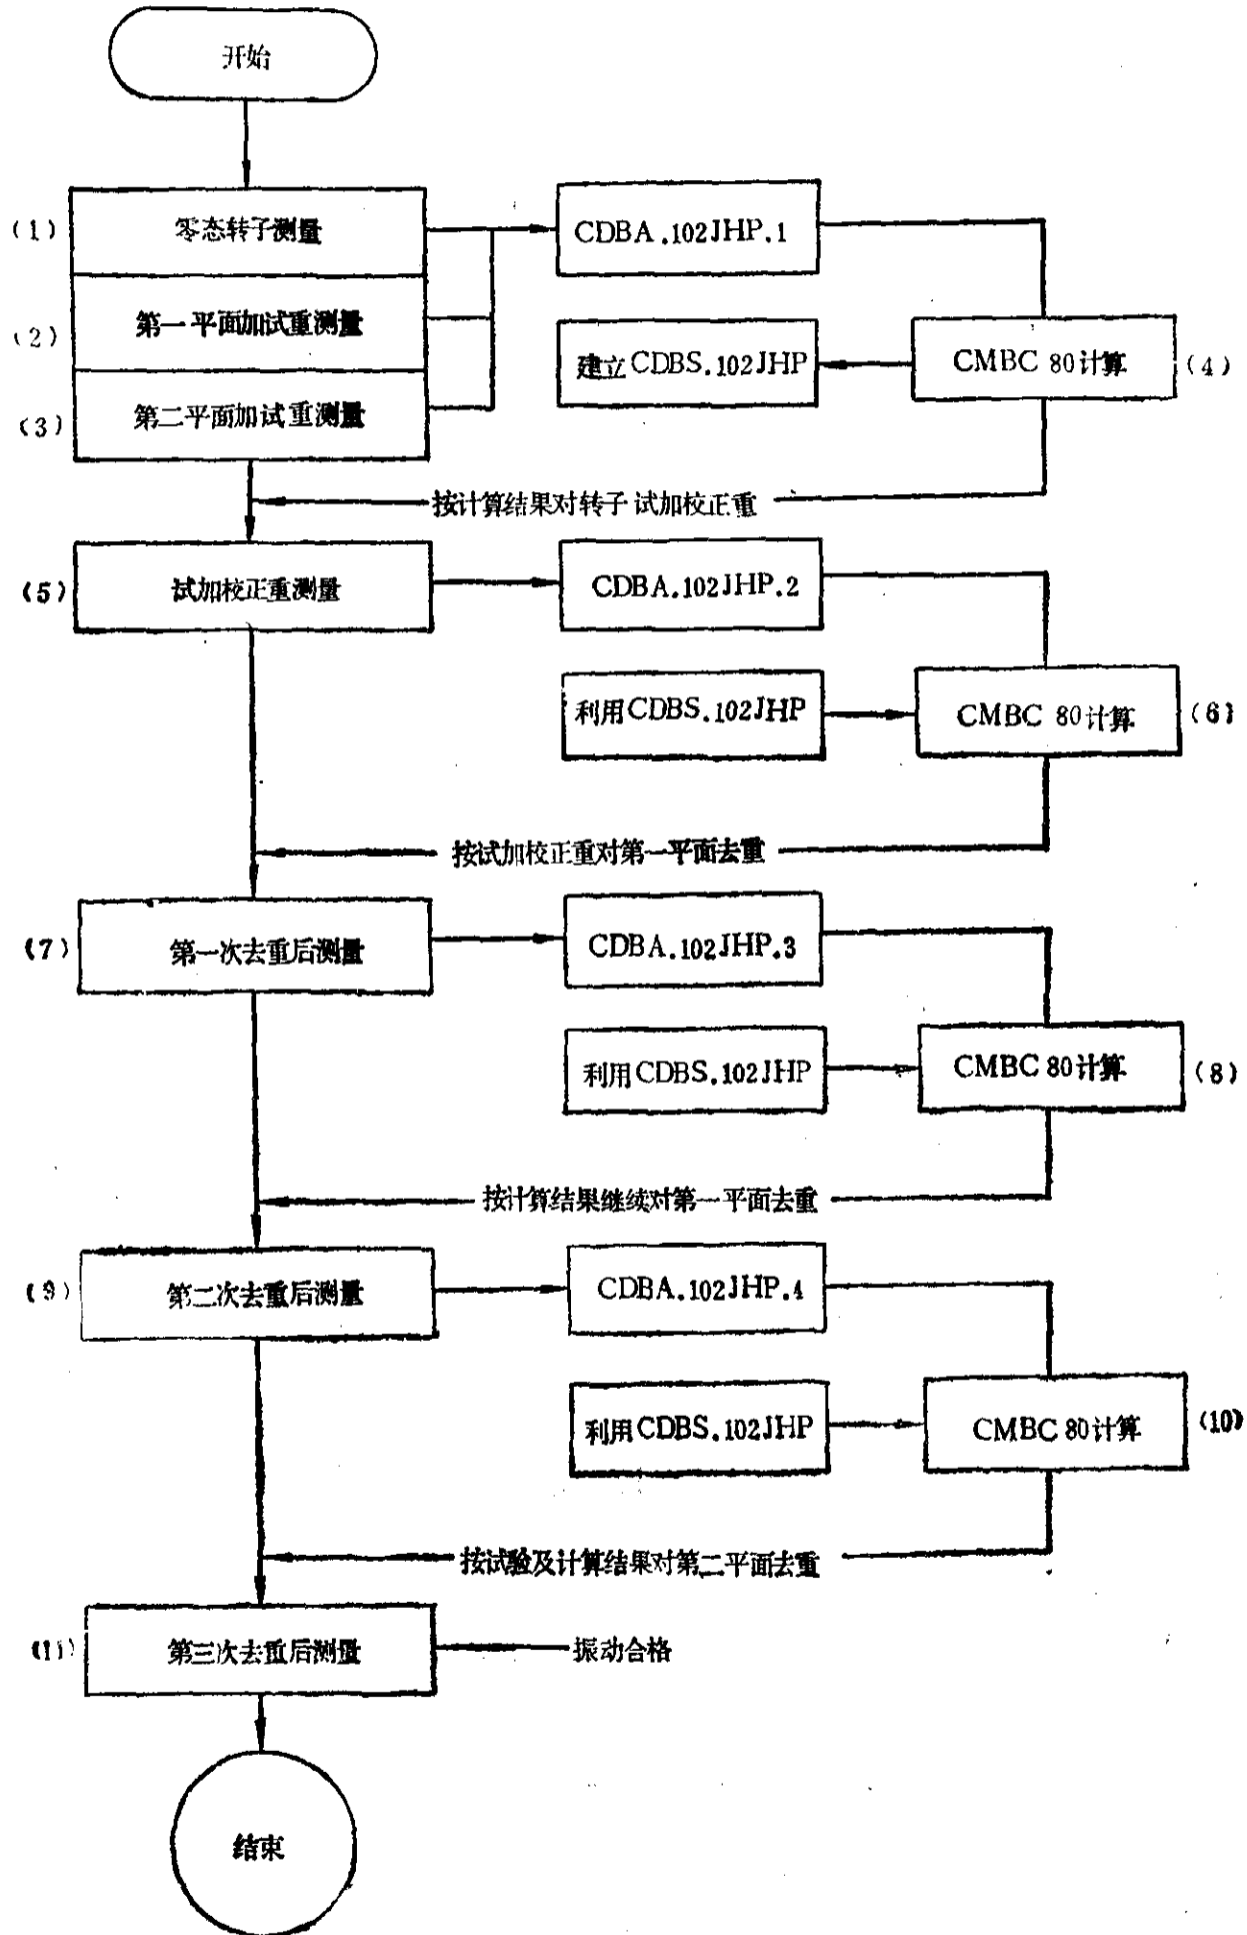 开始
(1) 零态转子测量 CDBA.102JHP.1
(2) 第一平面加试重测量 建立CDBS.102JHP CMBC 80计算 (4)
(3) 第二平面加试重测量
按计算结果对转子试加校正重
(5) 试加校正重测量 CDBA.102JHP.2
利用CDBS.102JHP CMBC 80计算 (6)
按试加校正重对第一平面去重
(7) 第一次去重后测量 CDBA.102JHP.3
利用CDBS.102JHP CMBC 80计算 (8)
按计算结果继续对第一平面去重
(9) 第二次去重后测量 CDBA.102JHP.4
利用CDBS.102JHP CMBC 80计算 (10)
按试验及计算结果对第二平面去重
(11) 第三次去重后测量 振动合格
结束